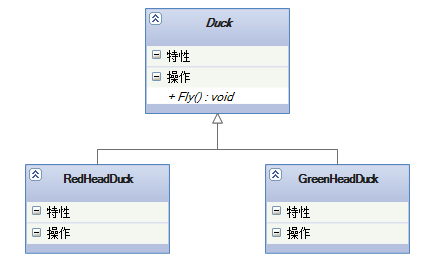 Duck
特性
操作
+ Fly() : void
RedHeadDuck
特性
操作
GreenHeadDuck
特性
操作